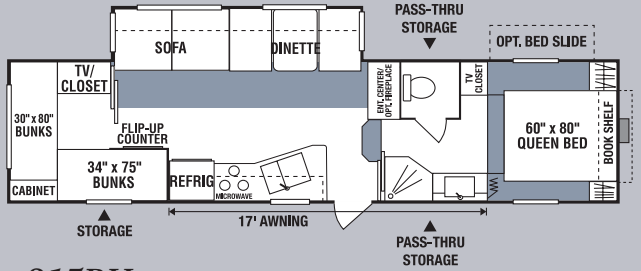 PASS-THRU
STORAGE
OPT. BED SLIDE
SOFA
DINETTE
TV/
CLOSET
ENT. CENTER/
OPT. FIREPLACE
TV
CLOSET
30" x 80"
BUNKS
FLIP-UP
COUNTER
60" x 80"
QUEEN BED
BOOK SHELF
34" x 75"
BUNKS
REFRIG
MICROWAVE
CABINET
17' AWNING
STORAGE
PASS-THRU
STORAGE